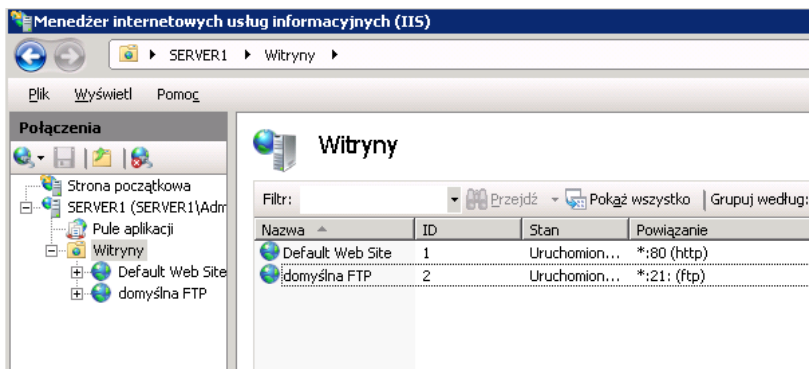 Menedżer internetowych usług informacyjnych (IIS)
SERVER1 Witryny
Plik Wyświetl Pomoc
Połączenia
Strona początkowa
SERVER1 (SERVER1\Adm
Pule aplikacji
Witryny
Default Web Site
domyślna FTP
Witryny
Filtr: Przejdź Pokaż wszystko Grupuj według:
Nazwa ID Stan Powiązanie
Default Web Site 1 Uruchomion... *:80 (http)
domyślna FTP 2 Uruchomion... *:21: (ftp)